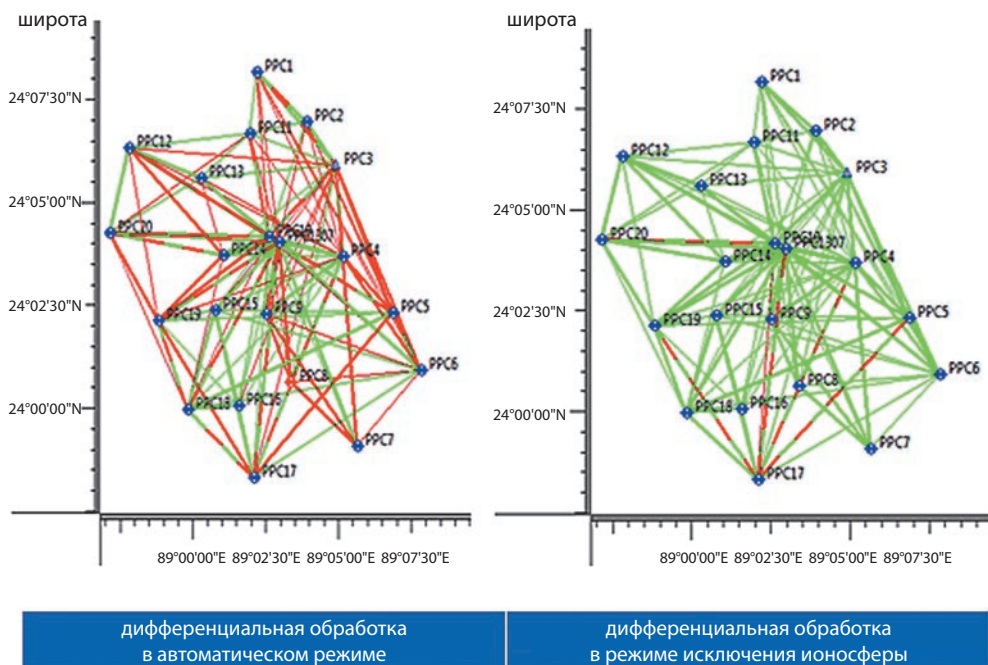 широта
24°07'30"N
24°05'00"N
24°02'30"N
24°00'00"N
PPC1
PPC2
PPC11
PPC12
PPC3
PPC13
PPC20
PPC1307
PPC14
PPC4
PPC15
PPC9
PPC5
PPC19
PPC8
PPC6
PPC18
PPC16
PPC7
PPC17
89°00'00"E 89°02'30"E 89°05'00"E 89°07'30"E
широта
24°07'30"N
24°05'00"N
24°02'30"N
24°00'00"N
PPC1
PPC2
PPC11
PPC12
PPC3
PPC13
PPC20
PPC10
PPC1307
PPC14
PPC4
PPC15
PPC9
PPC5
PPC19
PPC8
PPC6
PPC18
PPC16
PPC7
PPC17
89°00'00"E 89°02'30"E 89°05'00"E 89°07'30"E
дифференциальная обработка
в автоматическом режиме
дифференциальная обработка
в режиме исключения ионосферы